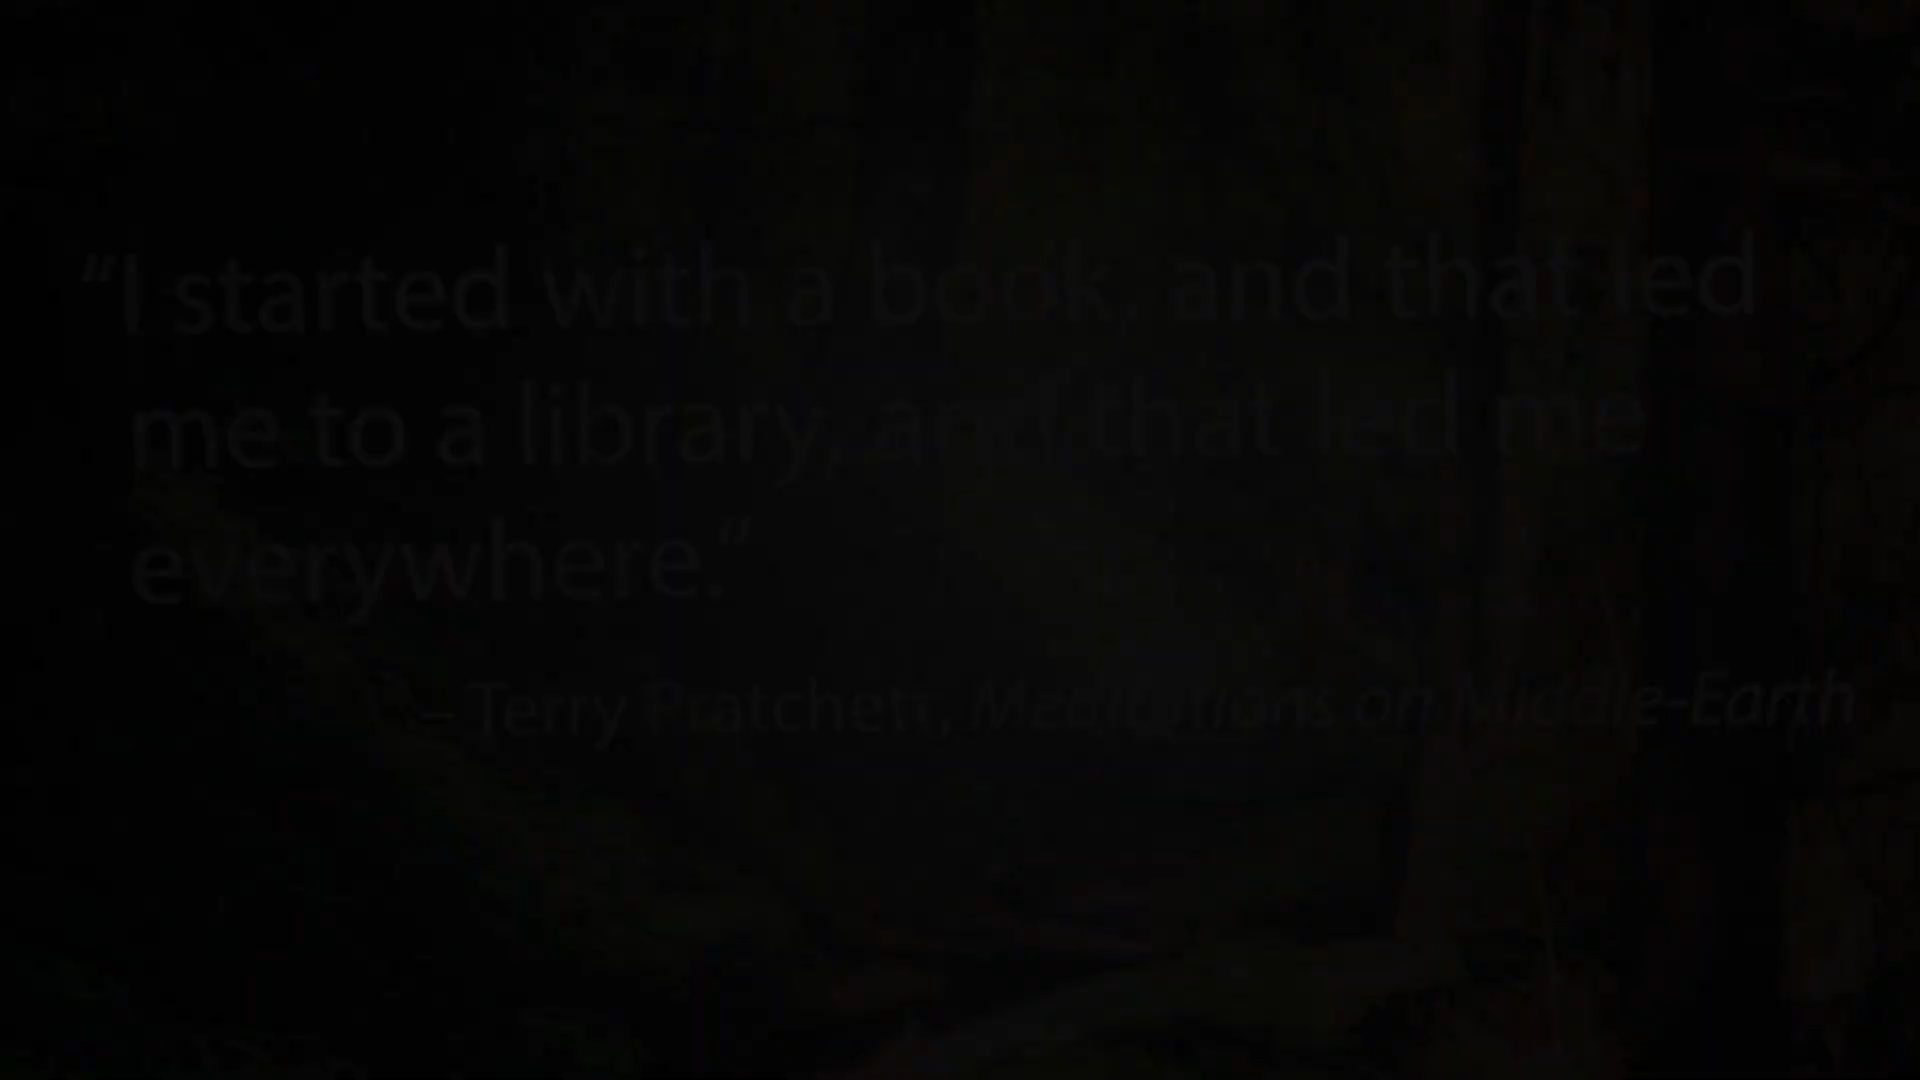 “I started with a book, and that led
me to a library, and that led me
everywhere.”
– Terry Pratchett, Meditations on Middle-Earth